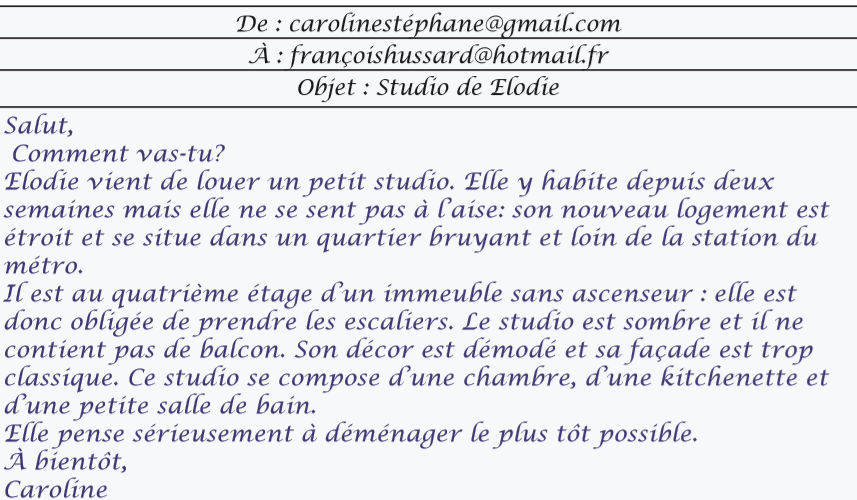 De : carolinestéphane@gmail.com
À : françoishussard@hotmail.fr
Objet : Studio de Elodie
Salut,
Comment vas-tu?
Elodie vient de louer un petit studio. Elle y habite depuis deux
semaines mais elle ne se sent pas à l'aise: son nouveau logement est
étroit et se situe dans un quartier bruyant et loin de la station du
métro.
Il est au quatrième étage d'un immeuble sans ascenseur : elle est
donc obligée de prendre les escaliers. Le studio est sombre et il ne
contient pas de balcon. Son décor est démodé et sa façade est trop
classique. Ce studio se compose d'une chambre, d'une kitchenette et
d'une petite salle de bain.
Elle pense sérieusement à déménager le plus tôt possible.
À bientôt,
Caroline